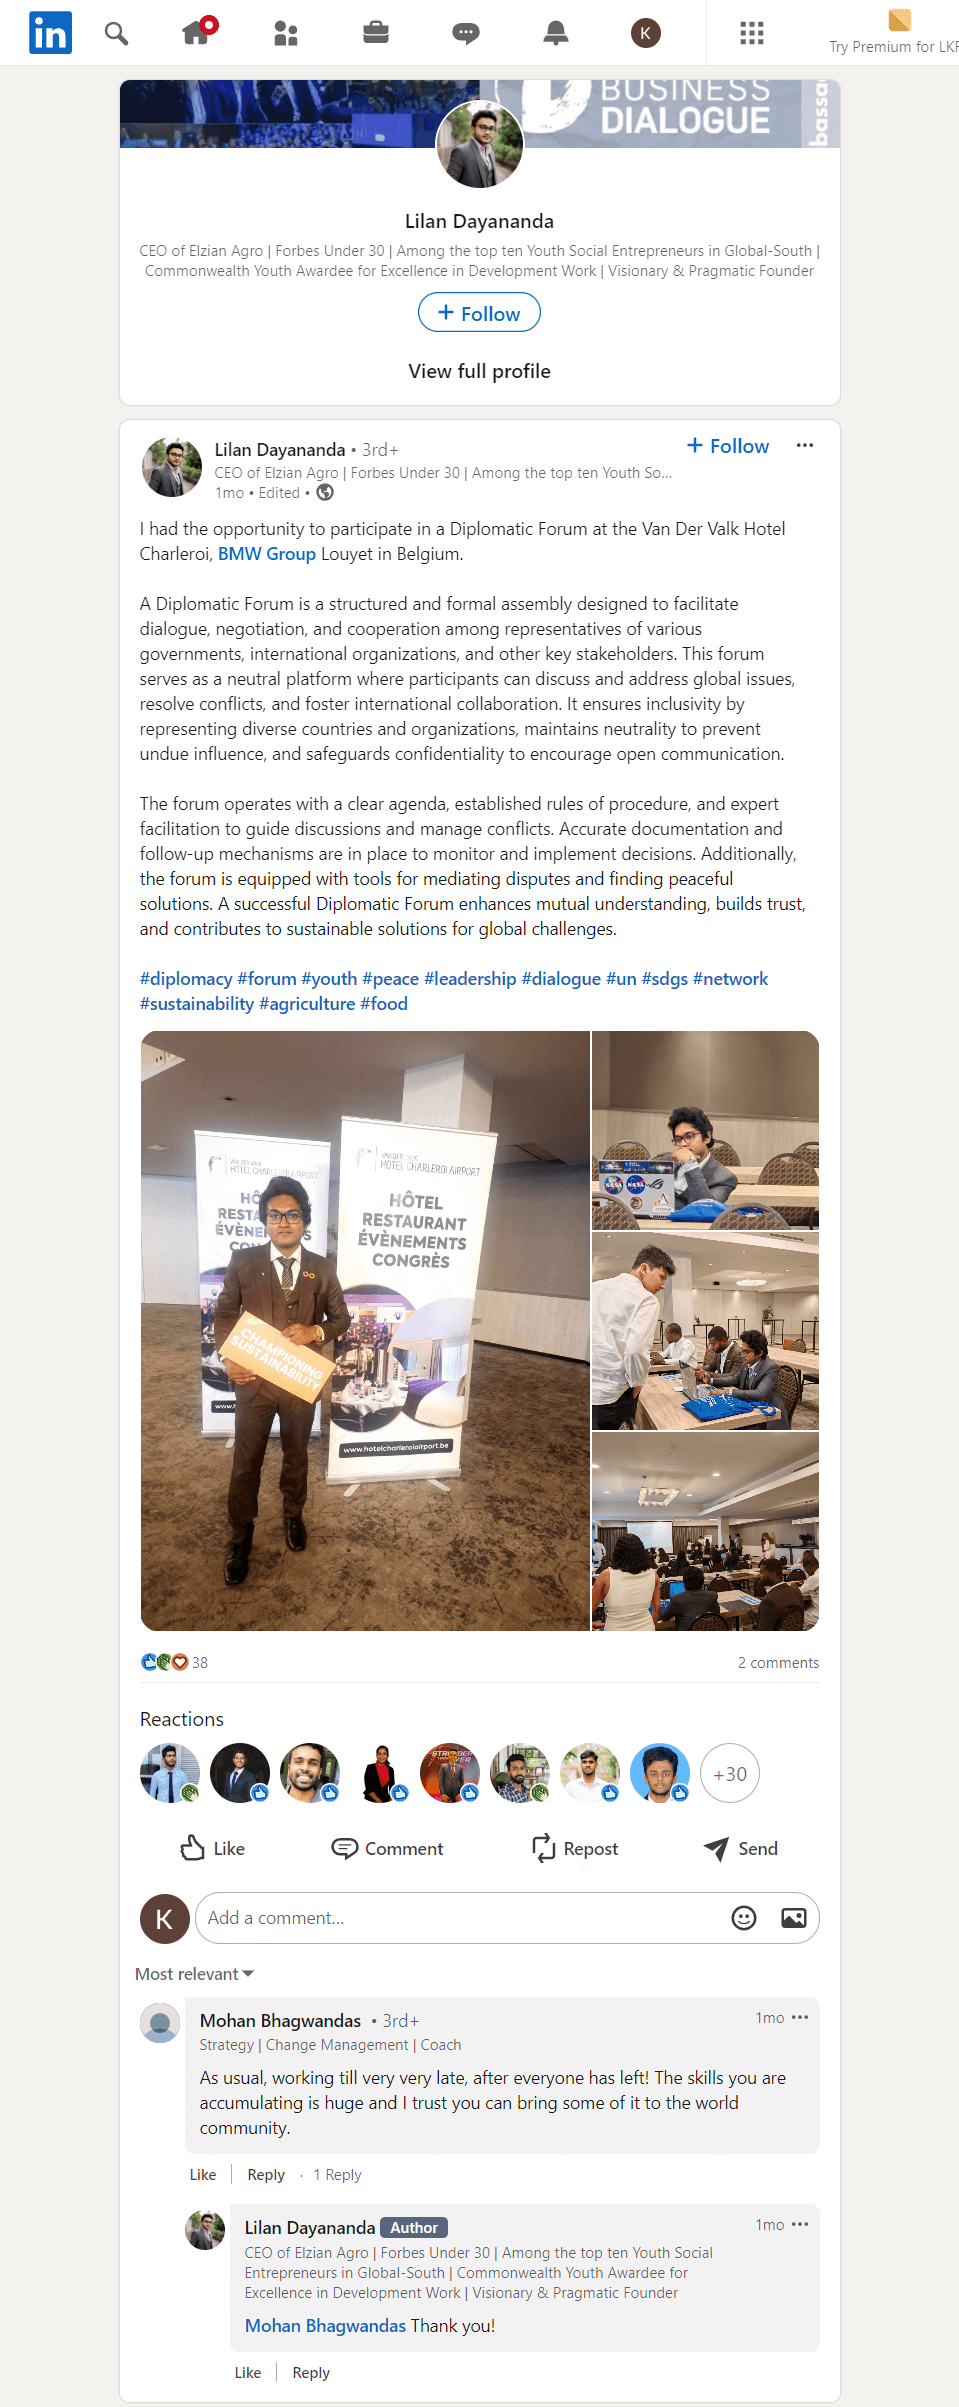 in
K
Try Premium for LKR
BUSINESS
DIALOGUE
bassa
Lilan Dayananda
CEO of Elzian Agro | Forbes Under 30 | Among the top ten Youth Social Entrepreneurs in Global-South |
Commonwealth Youth Awardee for Excellence in Development Work | Visionary & Pragmatic Founder
+ Follow
View full profile
Lilan Dayananda • 3rd+
+ Follow
CEO of Elzian Agro | Forbes Under 30 | Among the top ten Youth So...
1mo • Edited •
I had the opportunity to participate in a Diplomatic Forum at the Van Der Valk Hotel
Charleroi, BMW Group Louyet in Belgium.
A Diplomatic Forum is a structured and formal assembly designed to facilitate
dialogue, negotiation, and cooperation among representatives of various
governments, international organizations, and other key stakeholders. This forum
serves as a neutral platform where participants can discuss and address global issues,
resolve conflicts, and foster international collaboration. It ensures inclusivity by
representing diverse countries and organizations, maintains neutrality to prevent
undue influence, and safeguards confidentiality to encourage open communication.
The forum operates with a clear agenda, established rules of procedure, and expert
facilitation to guide discussions and manage conflicts. Accurate documentation and
follow-up mechanisms are in place to monitor and implement decisions. Additionally,
the forum is equipped with tools for mediating disputes and finding peaceful
solutions. A successful Diplomatic Forum enhances mutual understanding, builds trust,
and contributes to sustainable solutions for global challenges.
#diplomacy #forum #youth #peace #leadership #dialogue #un #sdgs #network
#sustainability #agriculture #food
VAN DER VALK
HOTEL CHARLEROI AIRPORT
HÔ
RESTA
ÉVÈNE
CON
www.h
VAN DER VALK
HOTEL CHARLEROI AIRPORT
HÔTEL
RESTAURANT
ÉVÈNEMENTS
CONGRÈS
www.hotelcharleroiairport.be
CHAMPIONING
SUSTAINABILITY
NASA
NASA
38
2 comments
Reactions
+30
Like
Comment
Repost
Send
K
Add a comment...
Most relevant
Mohan Bhagwandas • 3rd+
1mo
Strategy | Change Management | Coach
As usual, working till very very late, after everyone has left! The skills you are
accumulating is huge and I trust you can bring some of it to the world
community.
Like | Reply · 1 Reply
Lilan Dayananda Author
1mo
CEO of Elzian Agro | Forbes Under 30 | Among the top ten Youth Social
Entrepreneurs in Global-South | Commonwealth Youth Awardee for
Excellence in Development Work | Visionary & Pragmatic Founder
Mohan Bhagwandas Thank you!
Like | Reply